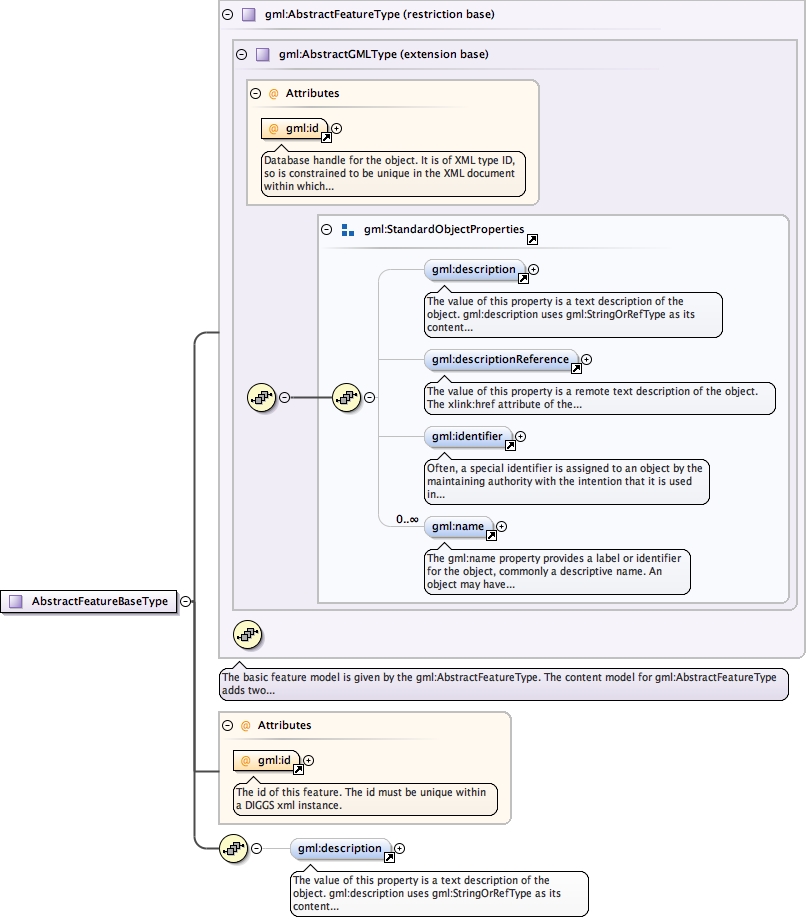 gml:AbstractFeatureType (restriction base)
gml:AbstractGMLType (extension base)
@ Attributes
@ gml:id
Database handle for the object. It is of XML type ID,
so is constrained to be unique in the XML document
within which...
gml:StandardObjectProperties
gml:description
The value of this property is a text description of the
object. gml:description uses gml:StringOrRefType as its
content...
gml:descriptionReference
The value of this property is a remote text description of the object.
The xlink:href attribute of the...
gml:identifier
Often, a special identifier is assigned to an object by the
maintaining authority with the intention that it is used
in...
0..∞
gml:name
The gml:name property provides a label or identifier
for the object, commonly a descriptive name. An
object may have...
AbstractFeatureBaseType
The basic feature model is given by the gml:AbstractFeatureType. The content model for gml:AbstractFeatureType
adds two...
@ Attributes
@ gml:id
The id of this feature. The id must be unique within
a DIGGS xml instance.
gml:description
The value of this property is a text description of the
object. gml:description uses gml:StringOrRefType as its
content...